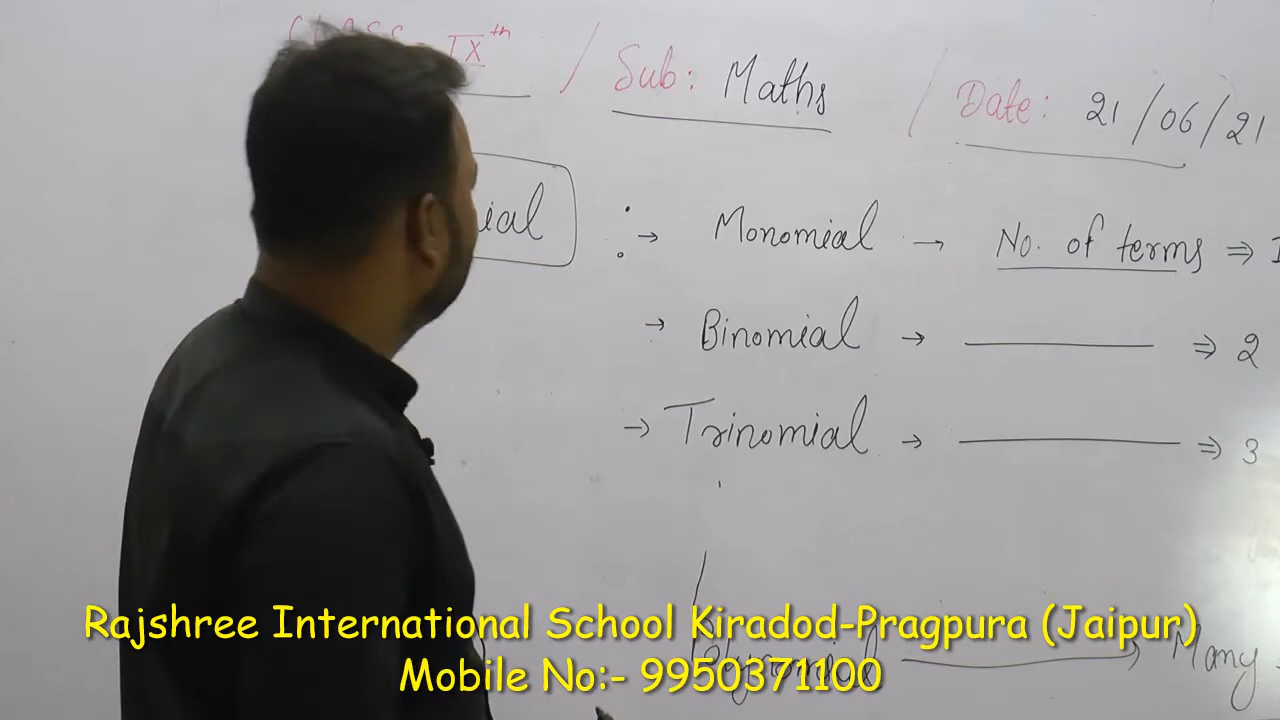 CLASS - IXth / Sub: Maths / Date: 21/06/21
ial : → Monomial → No. of terms ⇒ 1
→ Binomial → ⇒ 2
→ Trinomial → ⇒ 3
Polynomial → Many
Rajshree International School Kiradod-Pragpura (Jaipur)
Mobile No:- 9950371100